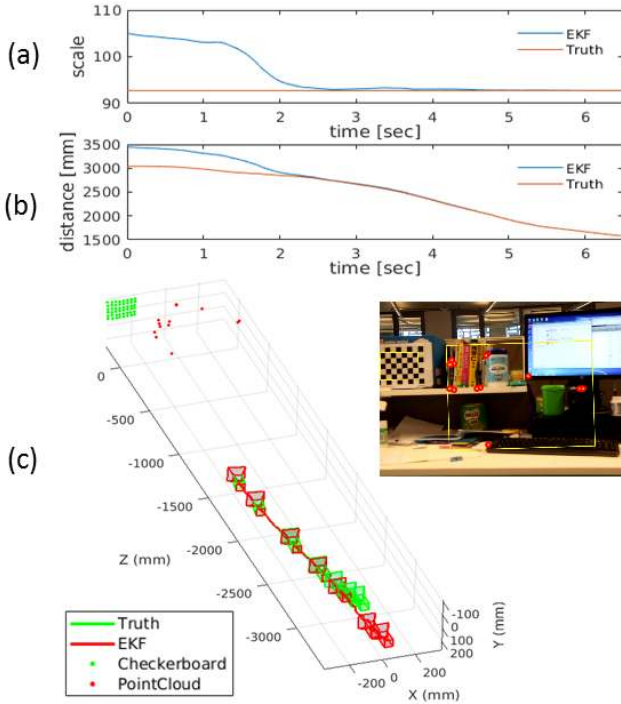 (a)
scale
110
100
90
EKF
Truth
0 1 2 3 4 5 6
time [sec]
(b)
distance [mm]
3500
3000
2500
2000
1500
EKF
Truth
0 1 2 3 4 5 6
time [sec]
(c)
0
-500
-1000
-1500
-2000
-2500
-3000
Z (mm)
-200
0
200
X (mm)
-100
0
100
200
Y (mm)
Truth
EKF
Checkerboard
PointCloud